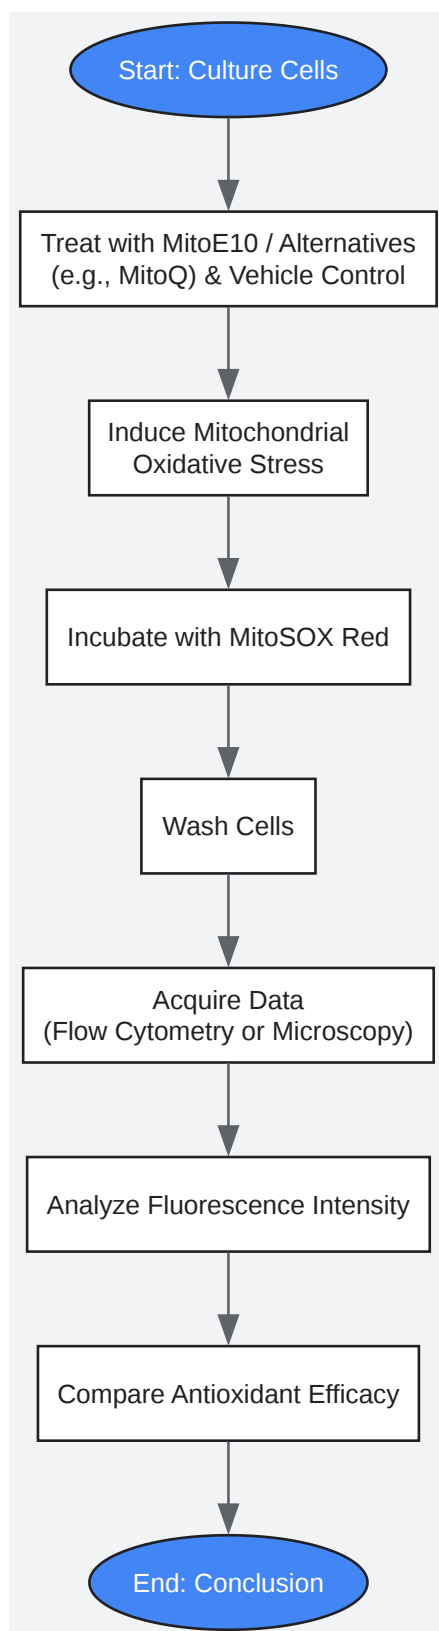 Start: Culture Cells
Treat with MitoE10 / Alternatives
(e.g., MitoQ) & Vehicle Control
Induce Mitochondrial
Oxidative Stress
Incubate with MitoSOX Red
Wash Cells
Acquire Data
(Flow Cytometry or Microscopy)
Analyze Fluorescence Intensity
Compare Antioxidant Efficacy
End: Conclusion